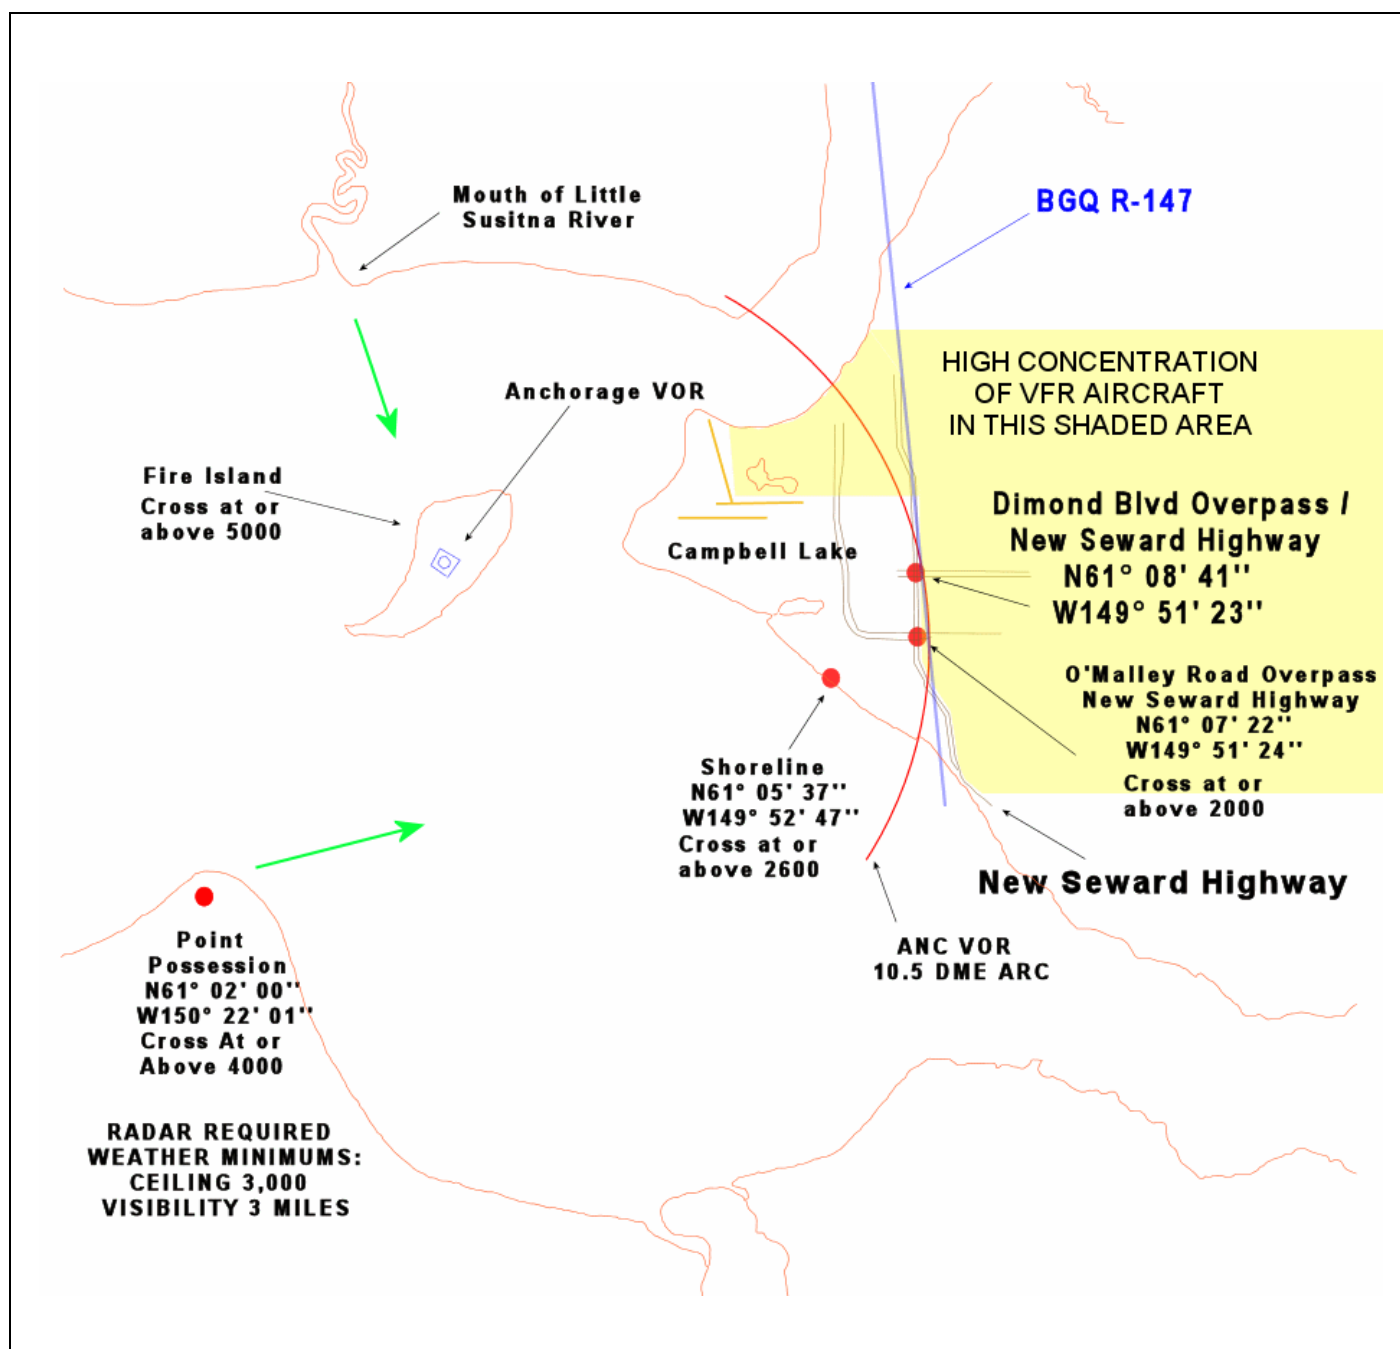 Mouth of Little
Susitna River
BGQ R-147
HIGH CONCENTRATION
OF VFR AIRCRAFT
IN THIS SHADED AREA
Anchorage VOR
Fire Island
Cross at or
above 5000
Dimond Blvd Overpass /
New Seward Highway
N61° 08' 41''
W149° 51' 23''
Campbell Lake
O'Malley Road Overpass
New Seward Highway
N61° 07' 22''
W149° 51' 24''
Cross at or
above 2000
Shoreline
N61° 05' 37''
W149° 52' 47''
Cross at or
above 2600
New Seward Highway
ANC VOR
10.5 DME ARC
Point
Possession
N61° 02' 00''
W150° 22' 01''
Cross At or
Above 4000
RADAR REQUIRED
WEATHER MINIMUMS:
CEILING 3,000
VISIBILITY 3 MILES